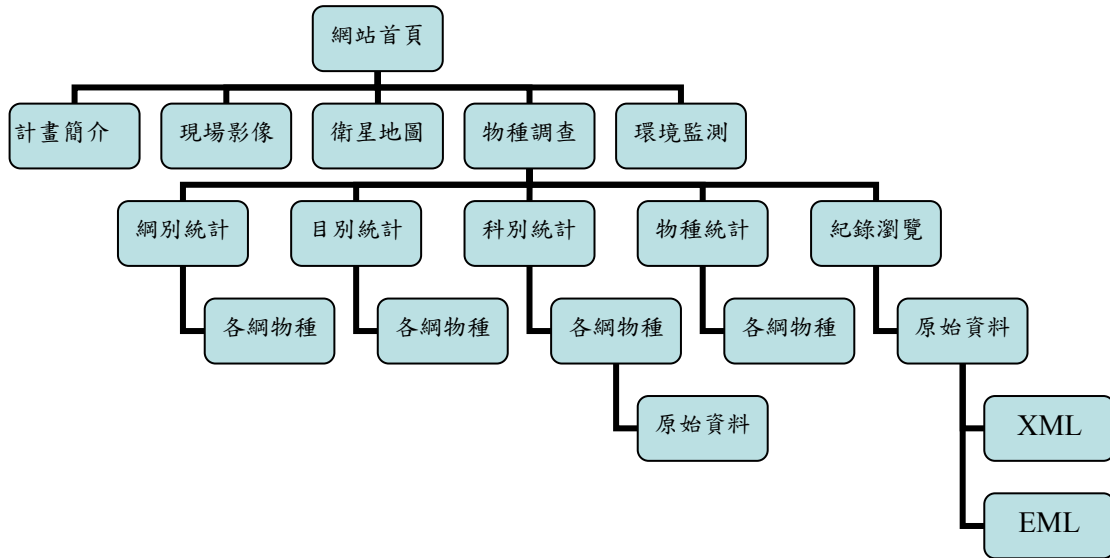 網站首頁
計畫簡介
現場影像
衛星地圖
物種調查
環境監測
綱別統計
目別統計
科別統計
物種統計
紀錄瀏覽
各綱物種
各綱物種
各綱物種
各綱物種
原始資料
原始資料
XML
EML